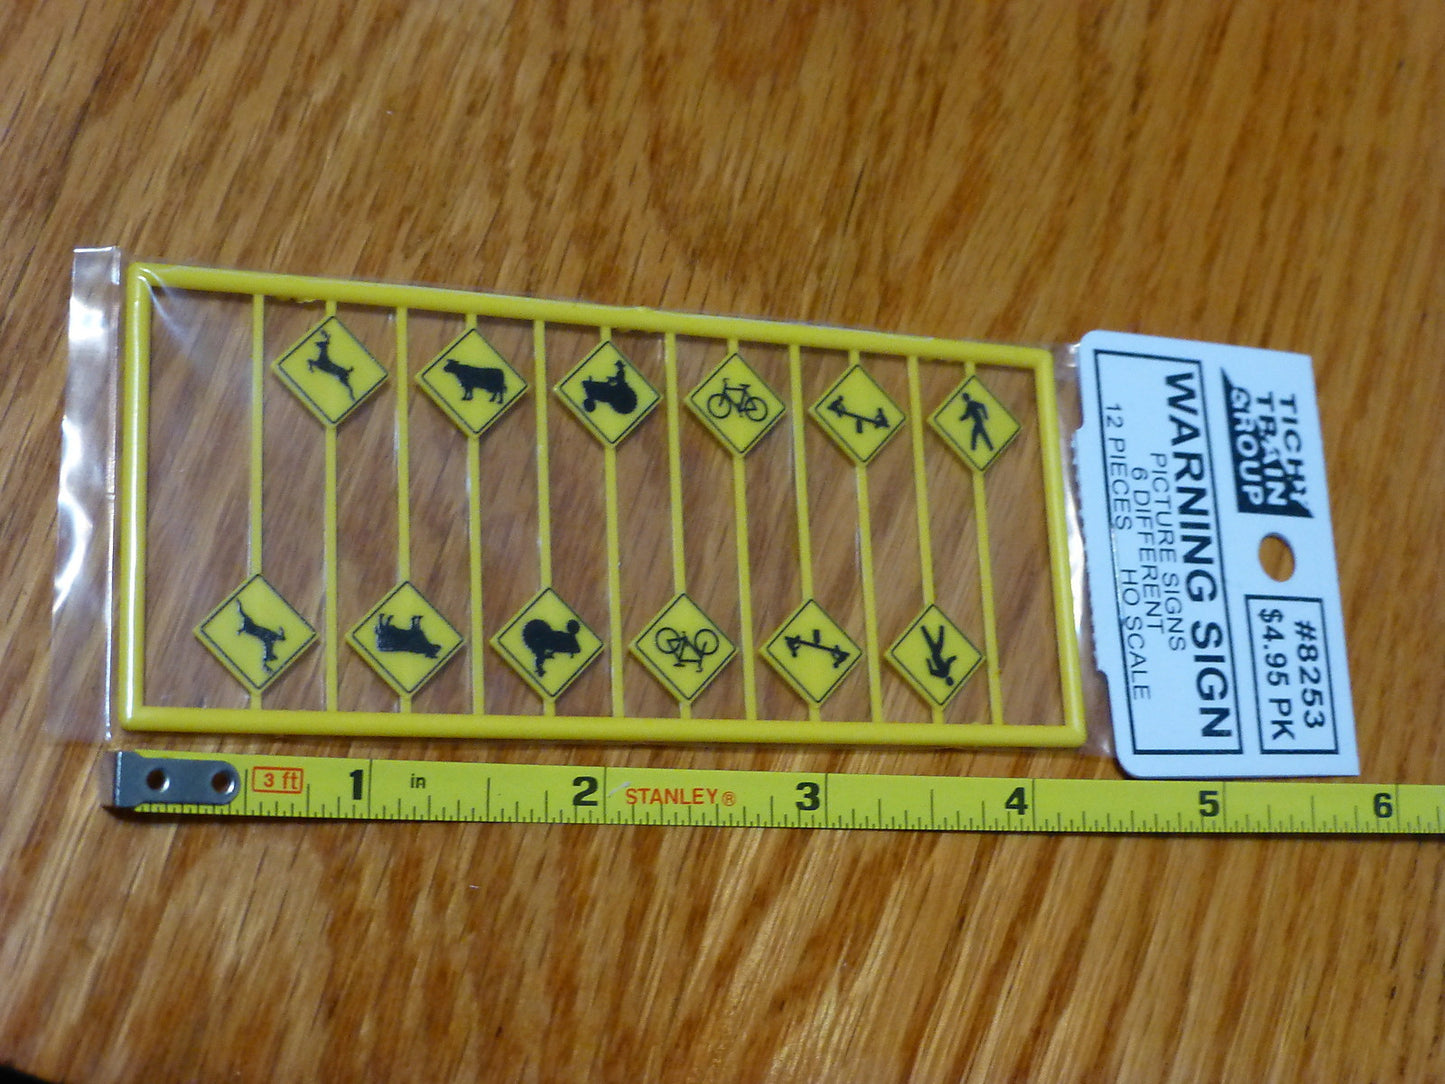 TICHY
TRAIN
GROUP
#8253
$4.95 PK
WARNING SIGN
PICTURE SIGNS
6 DIFFERENT
12 PIECES HO SCALE
3 ft 1 in 2 STANLEY® 3 4 5 6